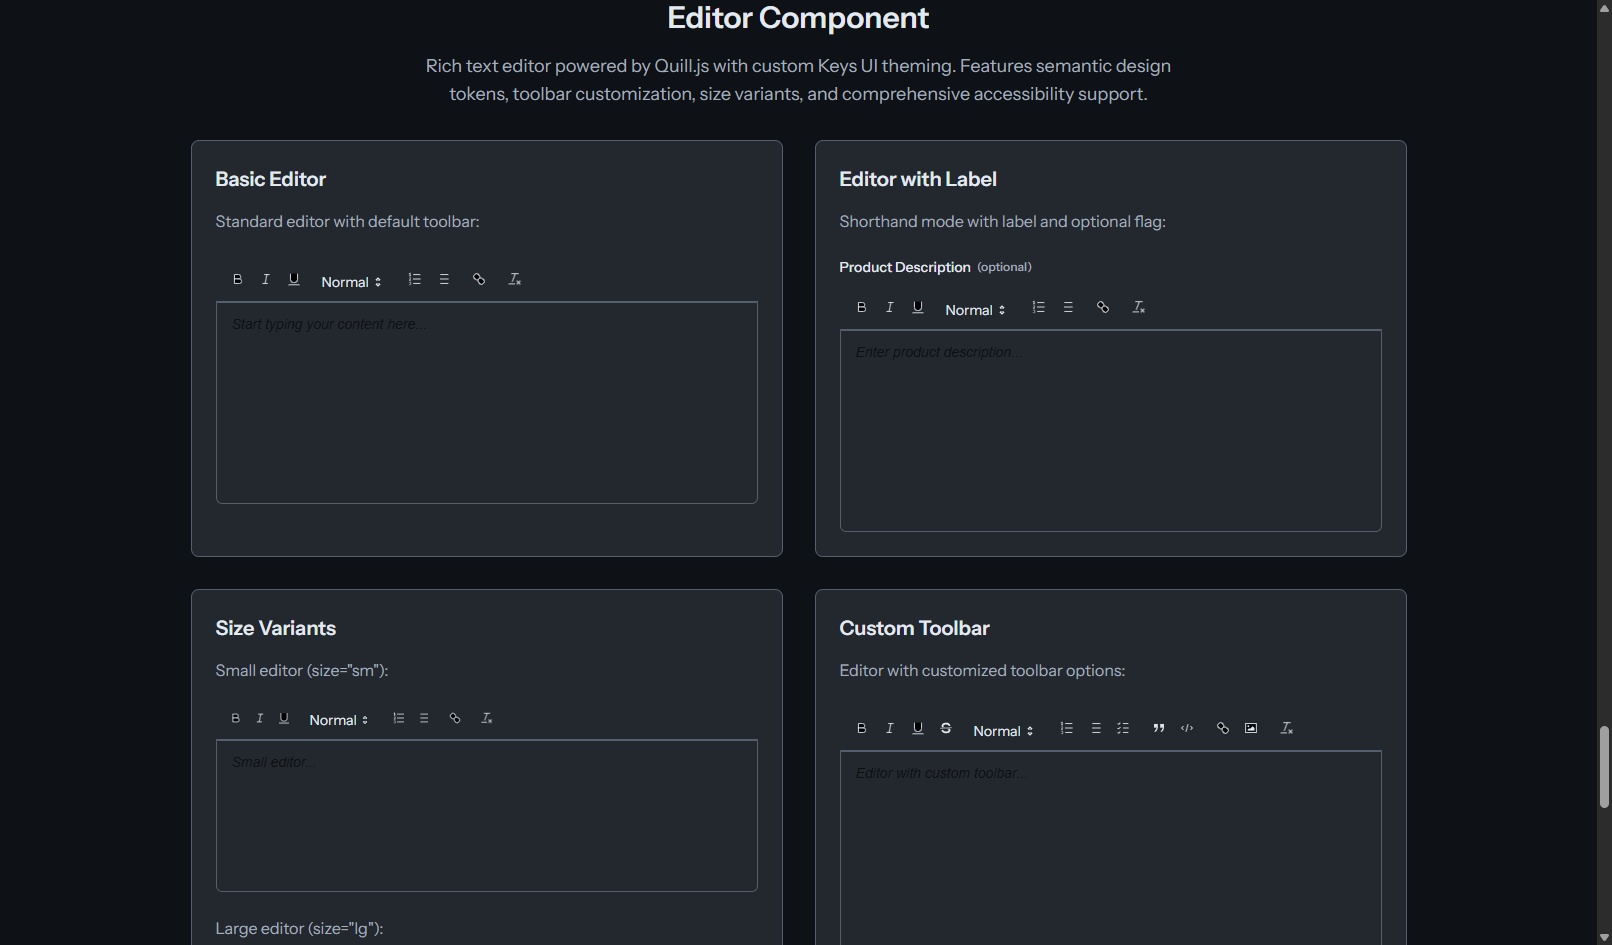 Editor Component
Rich text editor powered by Quill.js with custom Keys UI theming. Features semantic design
tokens, toolbar customization, size variants, and comprehensive accessibility support.
Basic Editor
Standard editor with default toolbar:
B I U Normal
Start typing your content here...
Editor with Label
Shorthand mode with label and optional flag:
Product Description (optional)
B I U Normal
Enter product description...
Size Variants
Small editor (size="sm"):
B I U Normal
Small editor...
Large editor (size="lg"):
Custom Toolbar
Editor with customized toolbar options:
B I U S Normal
Editor with custom toolbar...